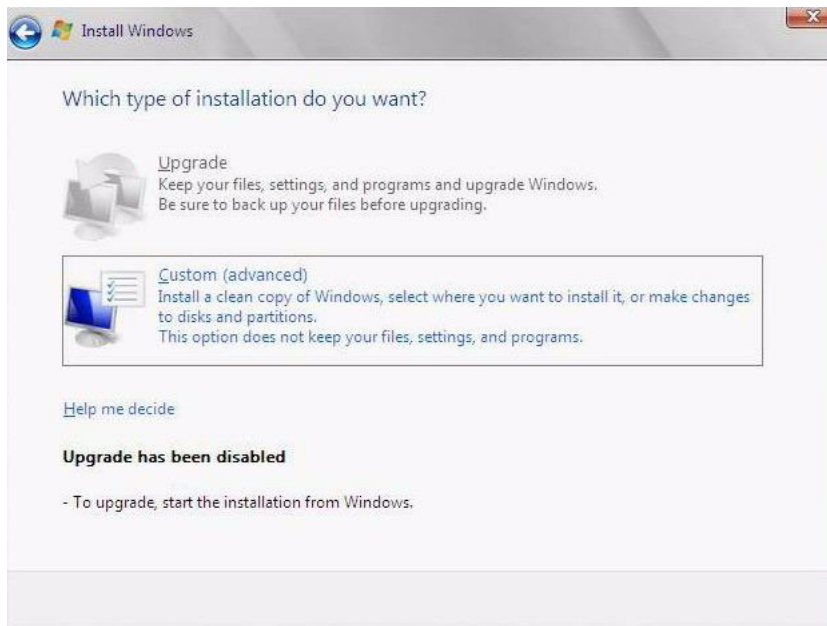 Install Windows
Which type of installation do you want?
Upgrade
Keep your files, settings, and programs and upgrade Windows.
Be sure to back up your files before upgrading.
Custom (advanced)
Install a clean copy of Windows, select where you want to install it, or make changes
to disks and partitions.
This option does not keep your files, settings, and programs.
Help me decide
Upgrade has been disabled
- To upgrade, start the installation from Windows.